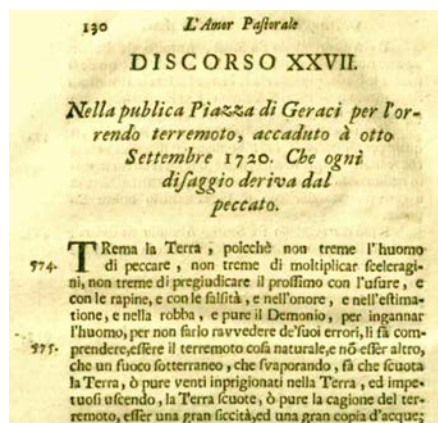 130 L'Amor Paſtorale
DISCORSO XXVII.
Nella publica Piazza di Geraci per l'or-
rendo terremoto, accaduto à otto
Settembre 1720. Che ogni
diſaggio deriva dal
peccato.
TRema la Terra, poicchè non treme l'huomo
574. di peccare, non treme di moltiplicar ſceleragi-
ni, non treme di pregiudicare il proſſimo con l'uſure, e
con le rapine, e con le falſità, e nell'onore, e nell'eſtima-
tione, e nella robba, e pure il Demonio, per ingannar
l'huomo, per non farlo ravvedere de'ſuoi errori, li fà com-
575. prendere, eſſere il terremoto coſa naturale, e nõ eſſer altro,
che un fuoco ſotterraneo, che ſvaporando, fà che ſcuota
la Terra, ò pure venti inprigionati nella Terra, ed impe-
tuoſi uſcendo, la Terra ſcuote, ò pure la cagione del ter-
remoto, eſſer una gran ſiccità, ed una gran copia d'acque;